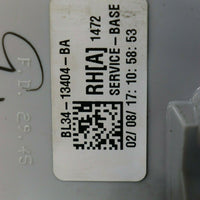 BL34-13404-BA
RH[A] 1472
SERVICE-BASE
02/08/17;10:58:53